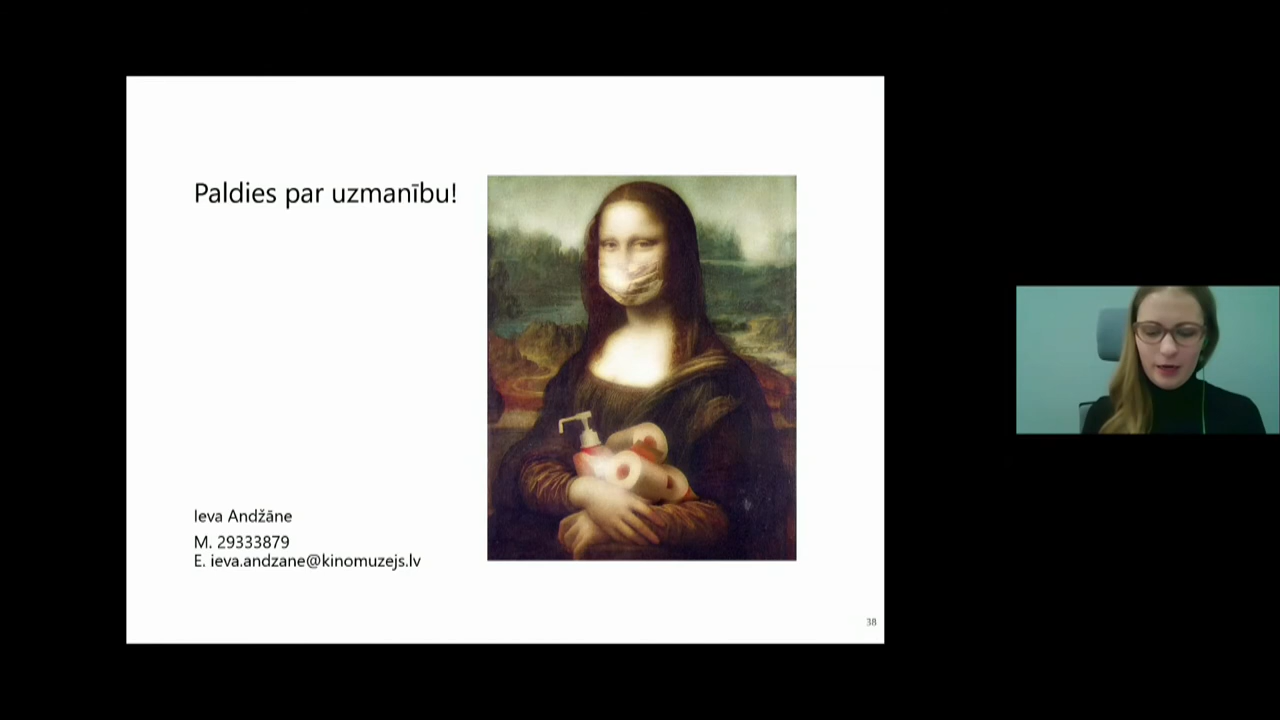 Paldies par uzmanību!
Ieva Andžāne
M. 29333879
E. ieva.andzane@kinomuzejs.lv
38